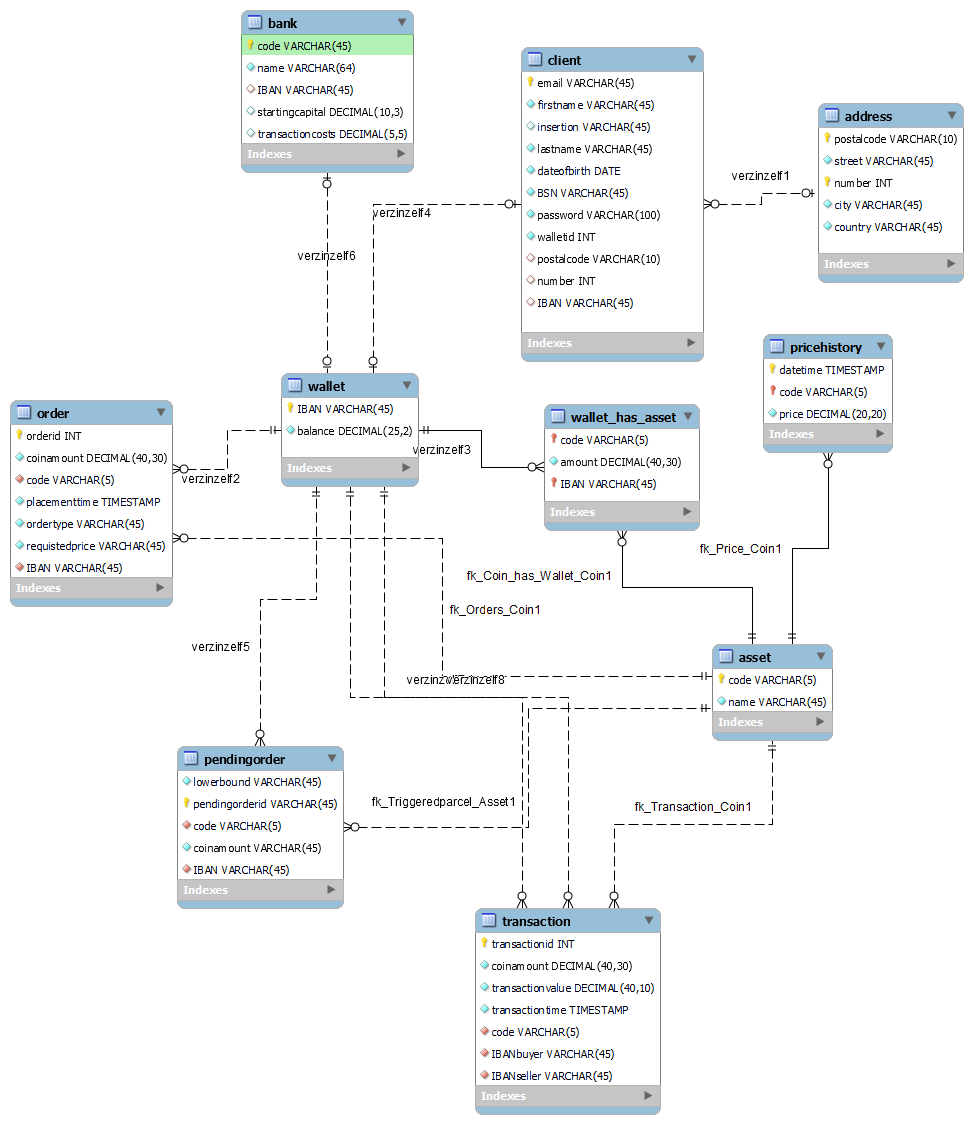 bank
code VARCHAR(45)
name VARCHAR(64)
IBAN VARCHAR(45)
startingcapital DECIMAL(10,3)
transactioncosts DECIMAL(5,5)
Indexes
client
email VARCHAR(45)
firstname VARCHAR(45)
insertion VARCHAR(45)
lastname VARCHAR(45)
dateofbirth DATE
BSN VARCHAR(45)
password VARCHAR(100)
walletid INT
postalcode VARCHAR(10)
number INT
IBAN VARCHAR(45)
Indexes
address
postalcode VARCHAR(10)
street VARCHAR(45)
number INT
city VARCHAR(45)
country VARCHAR(45)
Indexes
verzinzelf1
verzinzelf4
verzinzelf6
pricehistory
datetime TIMESTAMP
code VARCHAR(5)
price DECIMAL(20,20)
Indexes
wallet
IBAN VARCHAR(45)
balance DECIMAL(25,2)
Indexes
order
orderid INT
coinamount DECIMAL(40,30)
code VARCHAR(5)
placementtime TIMESTAMP
ordertype VARCHAR(45)
requistedprice VARCHAR(45)
IBAN VARCHAR(45)
Indexes
wallet_has_asset
code VARCHAR(5)
amount DECIMAL(40,30)
IBAN VARCHAR(45)
Indexes
verzinzelf3
verzinzelf2
fk_Price_Coin1
fk_Coin_has_Wallet_Coin1
fk_Orders_Coin1
verzinzelf5
verzinzelf8
asset
code VARCHAR(5)
name VARCHAR(45)
Indexes
pendingorder
lowerbound VARCHAR(45)
pendingorderid VARCHAR(45)
code VARCHAR(5)
coinamount VARCHAR(45)
IBAN VARCHAR(45)
Indexes
fk_Triggeredparcel_Asset1
fk_Transaction_Coin1
transaction
transactionid INT
coinamount DECIMAL(40,30)
transactionvalue DECIMAL(40,10)
transactiontime TIMESTAMP
code VARCHAR(5)
IBANbuyer VARCHAR(45)
IBANseller VARCHAR(45)
Indexes